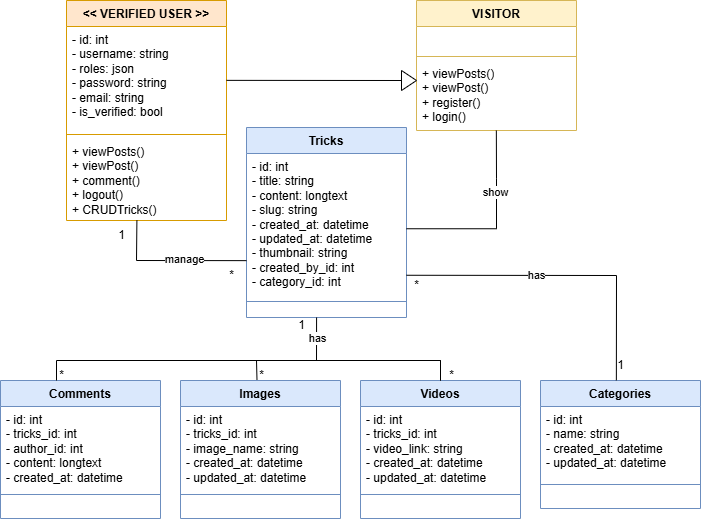 << VERIFIED USER >>
- id: int
- username: string
- roles: json
- password: string
- email: string
- is_verified: bool
+ viewPosts()
+ viewPost()
+ comment()
+ logout()
+ CRUDTricks()
VISITOR
+ viewPosts()
+ viewPost()
+ register()
+ login()
Tricks
- id: int
- title: string
- content: longtext
- slug: string
- created_at: datetime
- updated_at: datetime
- thumbnail: string
- created_by_id: int
- category_id: int
show
1
manage
*
has
*
1
1
has
*
*
*
Comments
- id: int
- tricks_id: int
- author_id: int
- content: longtext
- created_at: datetime
Images
- id: int
- tricks_id: int
- image_name: string
- created_at: datetime
- updated_at: datetime
Videos
- id: int
- tricks_id: int
- video_link: string
- created_at: datetime
- updated_at: datetime
Categories
- id: int
- name: string
- created_at: datetime
- updated_at: datetime